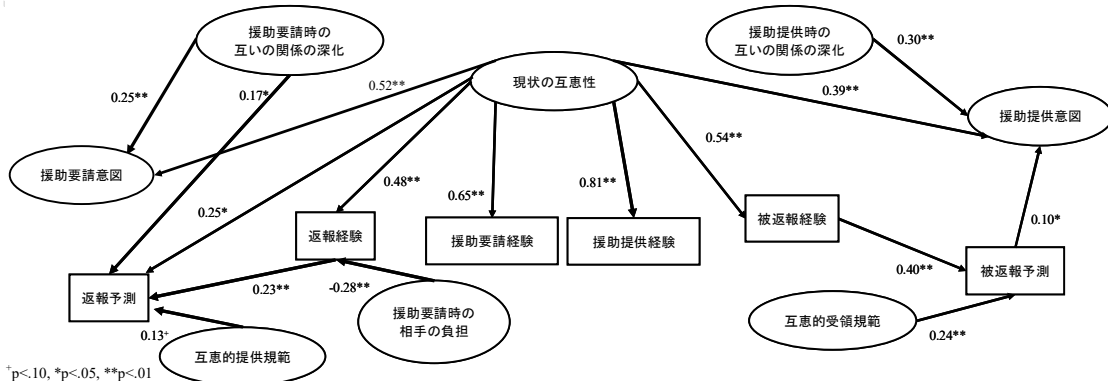 援助要請時の
互いの関係の深化
援助提供時の
互いの関係の深化
0.30**
現状の互恵性
0.52**
0.25**
0.17*
0.39**
援助提供意図
援助要請意図
0.54**
0.48**
0.65**
0.81**
0.25*
被返報経験
0.10*
返報経験
援助要請経験
援助提供経験
被返報予測
返報予測
0.23**
-0.28**
0.40**
援助要請時の
相手の負担
互恵的受領規範
0.24**
0.13+
互恵的提供規範
+p<.10, *p<.05, **p<.01